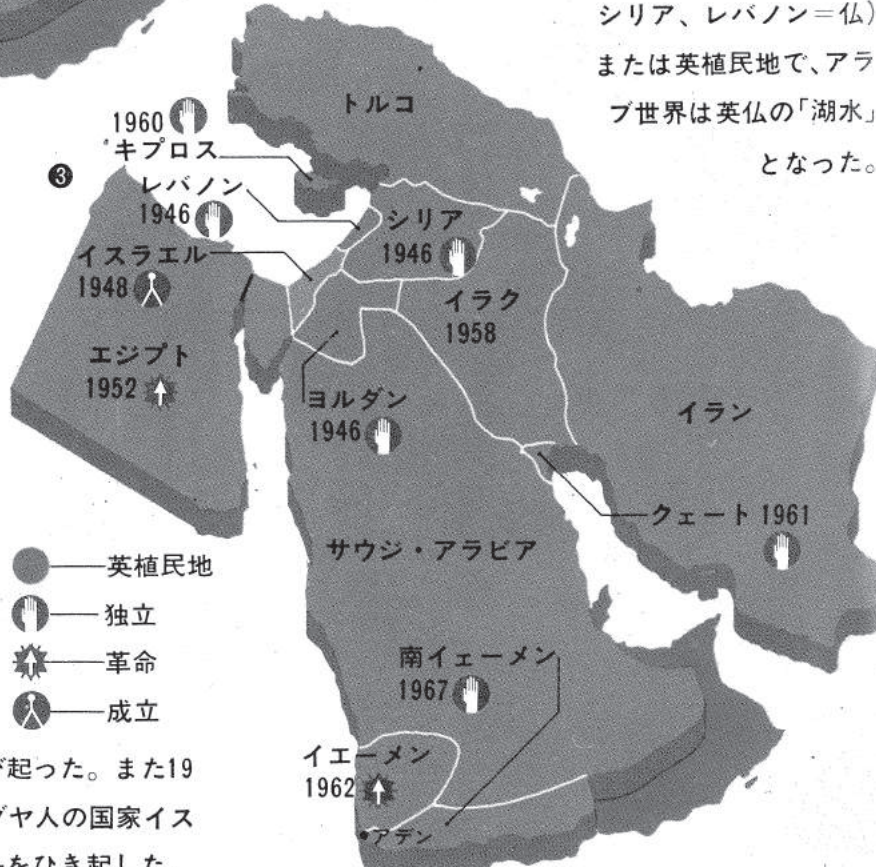 シリア、レバノン＝仏)
または英植民地で、アラ
ブ世界は英仏の「湖水」
となった。
トルコ
1960
キプロス
❸
レバノン
1946
シリア
1946
イスラエル
1948
イラク
1958
エジプト
1952
ヨルダン
1946
イラン
クェート 1961
サウジ・アラビア
英植民地
独立
革命
成立
南イェーメン
1967
イエーメン
1962
アデン
起った。また19
ヤ人の国家イス
をひき起した